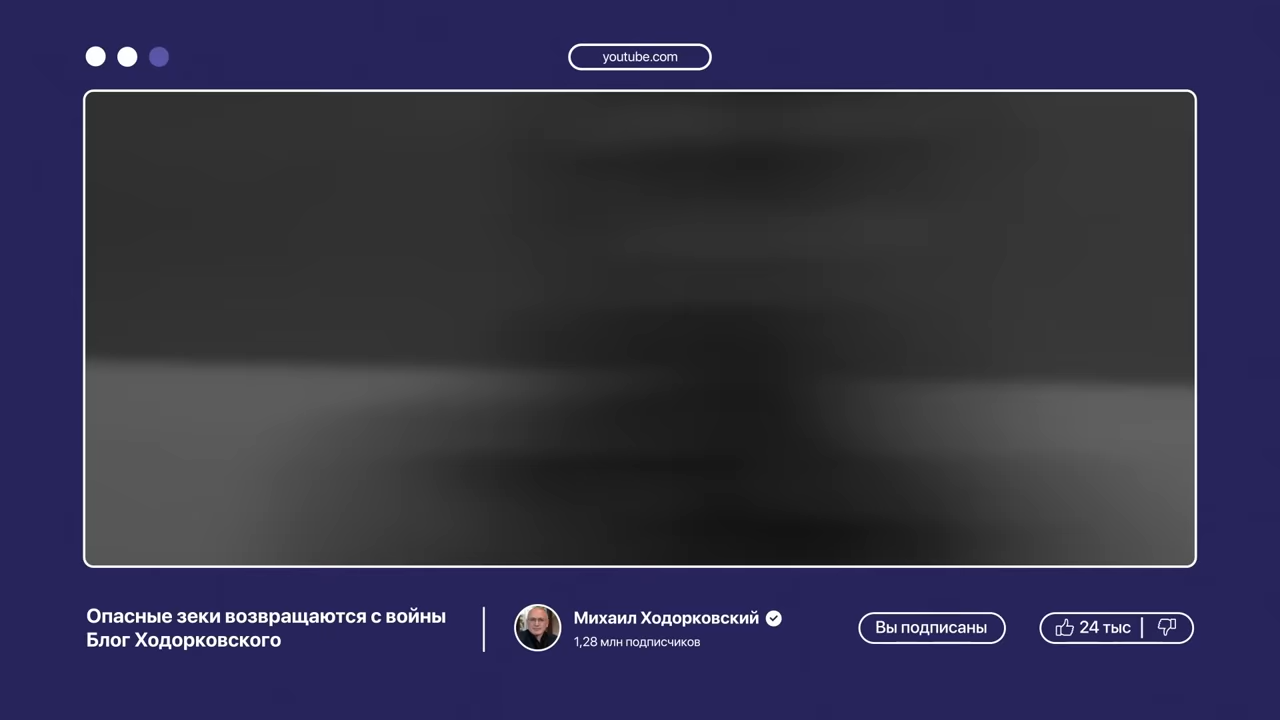 youtube.com
Опасные зеки возвращаются с войны
Блог Ходорковского
Михаил Ходорковский
1,28 млн подписчиков
Вы подписаны
24 тыс